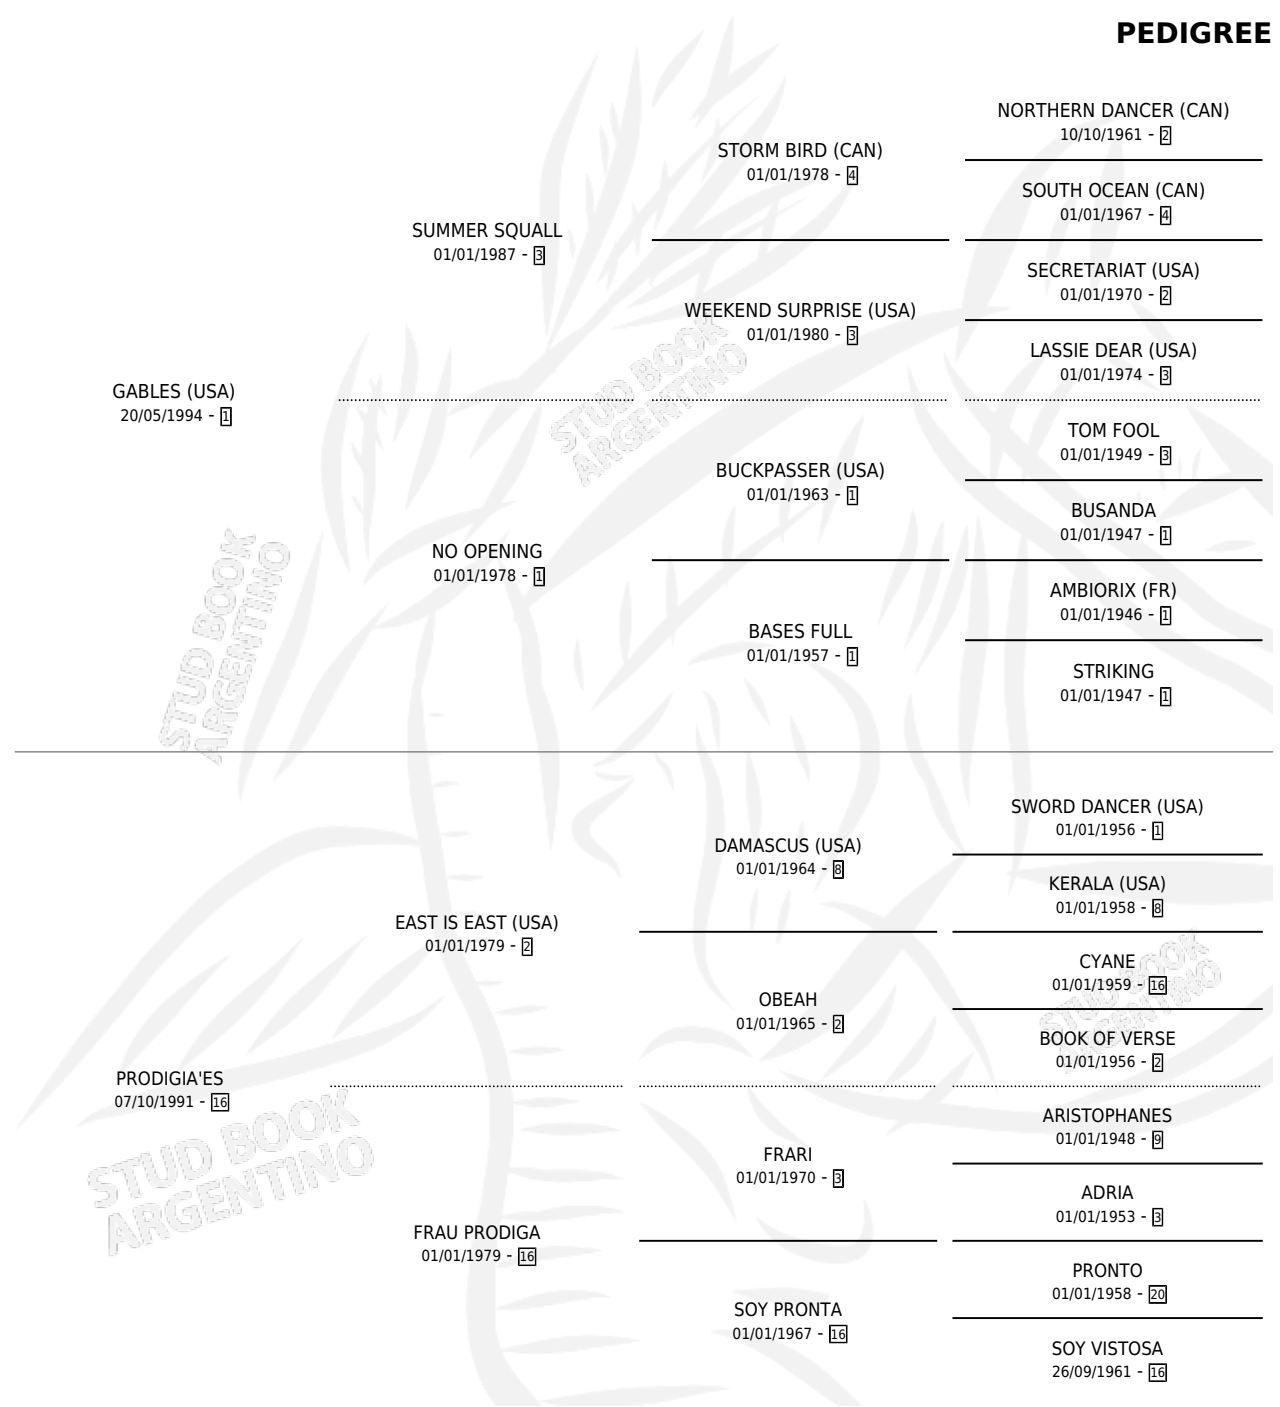 PEDIGREE
NORTHERN DANCER (CAN)
10/10/1961 - 2
STORM BIRD (CAN)
01/01/1978 - 4
SOUTH OCEAN (CAN)
01/01/1967 - 4
SUMMER SQUALL
01/01/1987 - 3
SECRETARIAT (USA)
01/01/1970 - 2
WEEKEND SURPRISE (USA)
01/01/1980 - 3
LASSIE DEAR (USA)
01/01/1974 - 3
GABLES (USA)
20/05/1994 - 1
TOM FOOL
01/01/1949 - 3
BUCKPASSER (USA)
01/01/1963 - 1
BUSANDA
01/01/1947 - 1
NO OPENING
01/01/1978 - 1
AMBIORIX (FR)
01/01/1946 - 1
BASES FULL
01/01/1957 - 1
STRIKING
01/01/1947 - 1
SWORD DANCER (USA)
01/01/1956 - 1
DAMASCUS (USA)
01/01/1964 - 8
KERALA (USA)
01/01/1958 - 8
EAST IS EAST (USA)
01/01/1979 - 2
CYANE
01/01/1959 - 16
OBEAH
01/01/1965 - 2
BOOK OF VERSE
01/01/1956 - 2
PRODIGIA'ES
07/10/1991 - 16
ARISTOPHANES
01/01/1948 - 9
FRARI
01/01/1970 - 3
ADRIA
01/01/1953 - 3
FRAU PRODIGA
01/01/1979 - 16
PRONTO
01/01/1958 - 20
SOY PRONTA
01/01/1967 - 16
SOY VISTOSA
26/09/1961 - 16
STUD BOOK
ARGENTINO
STUD BOOK
ARGENTINO
STUD BOOK
ARGENTINO
STUD BOOK
ARGENTINO